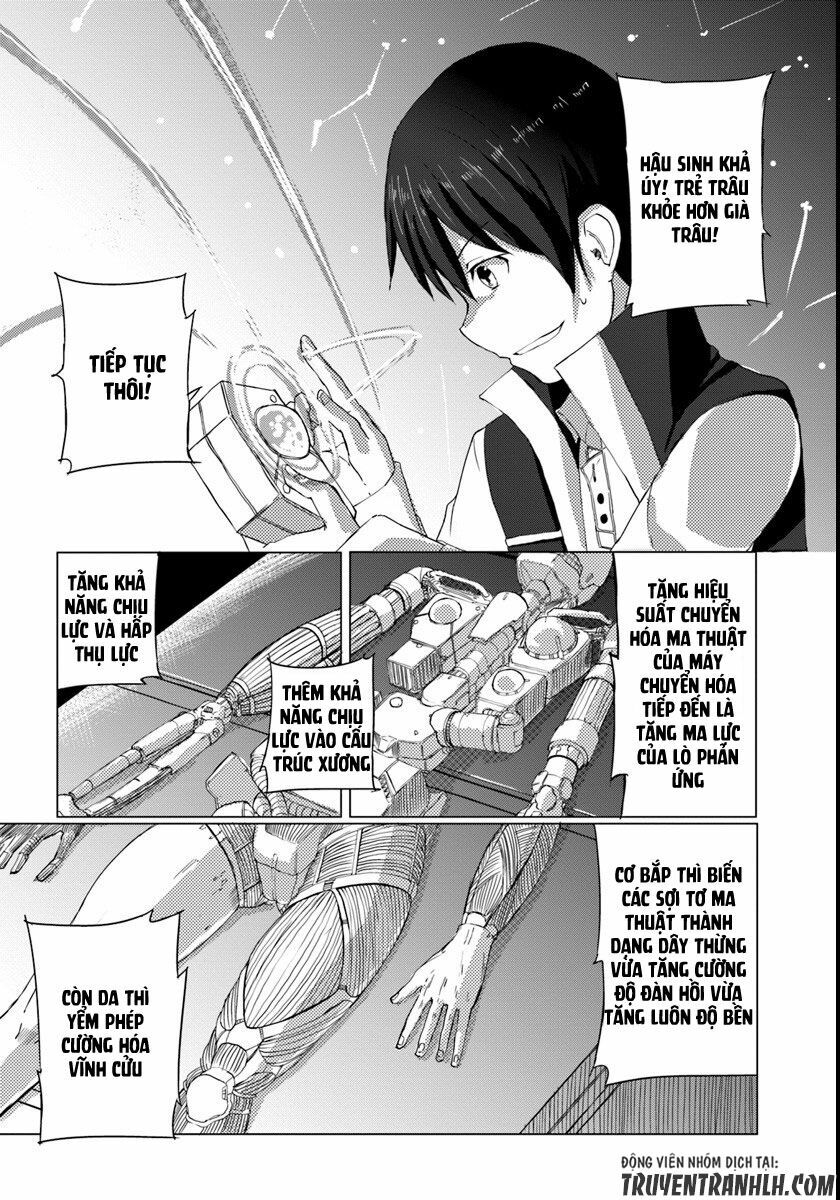 HẬU SINH KHẢ
ÚY! TRẺ TRÂU
KHỎE HƠN GIÀ
TRÂU!
TIẾP TỤC
THÔI!
TĂNG HIỆU
SUẤT CHUYỂN
HÓA MA THUẬT
CỦA MÁY
CHUYỂN HÓA
TIẾP ĐẾN LÀ
TĂNG MA LỰC
CỦA LÒ PHẢN
ỨNG
THÊM KHẢ
NĂNG CHỊU
LỰC VÀO CẤU
TRÚC XƯƠNG
TĂNG KHẢ
NĂNG CHỊU
LỰC VÀ HẤP
THỤ LỰC
CƠ BẮP THÌ BIẾN
CÁC SỢI TƠ MA
THUẬT THÀNH
DẠNG DÂY THỪNG
VỪA TĂNG CƯỜNG
ĐỘ ĐÀN HỒI VỪA
TĂNG LUÔN ĐỘ BỀN
CÒN DA THÌ
YỂM PHÉP
CƯỜNG HÓA
VĨNH CỬU
ĐỘNG VIÊN NHÓM DỊCH TẠI:
TRUYENTRANHLH.COM